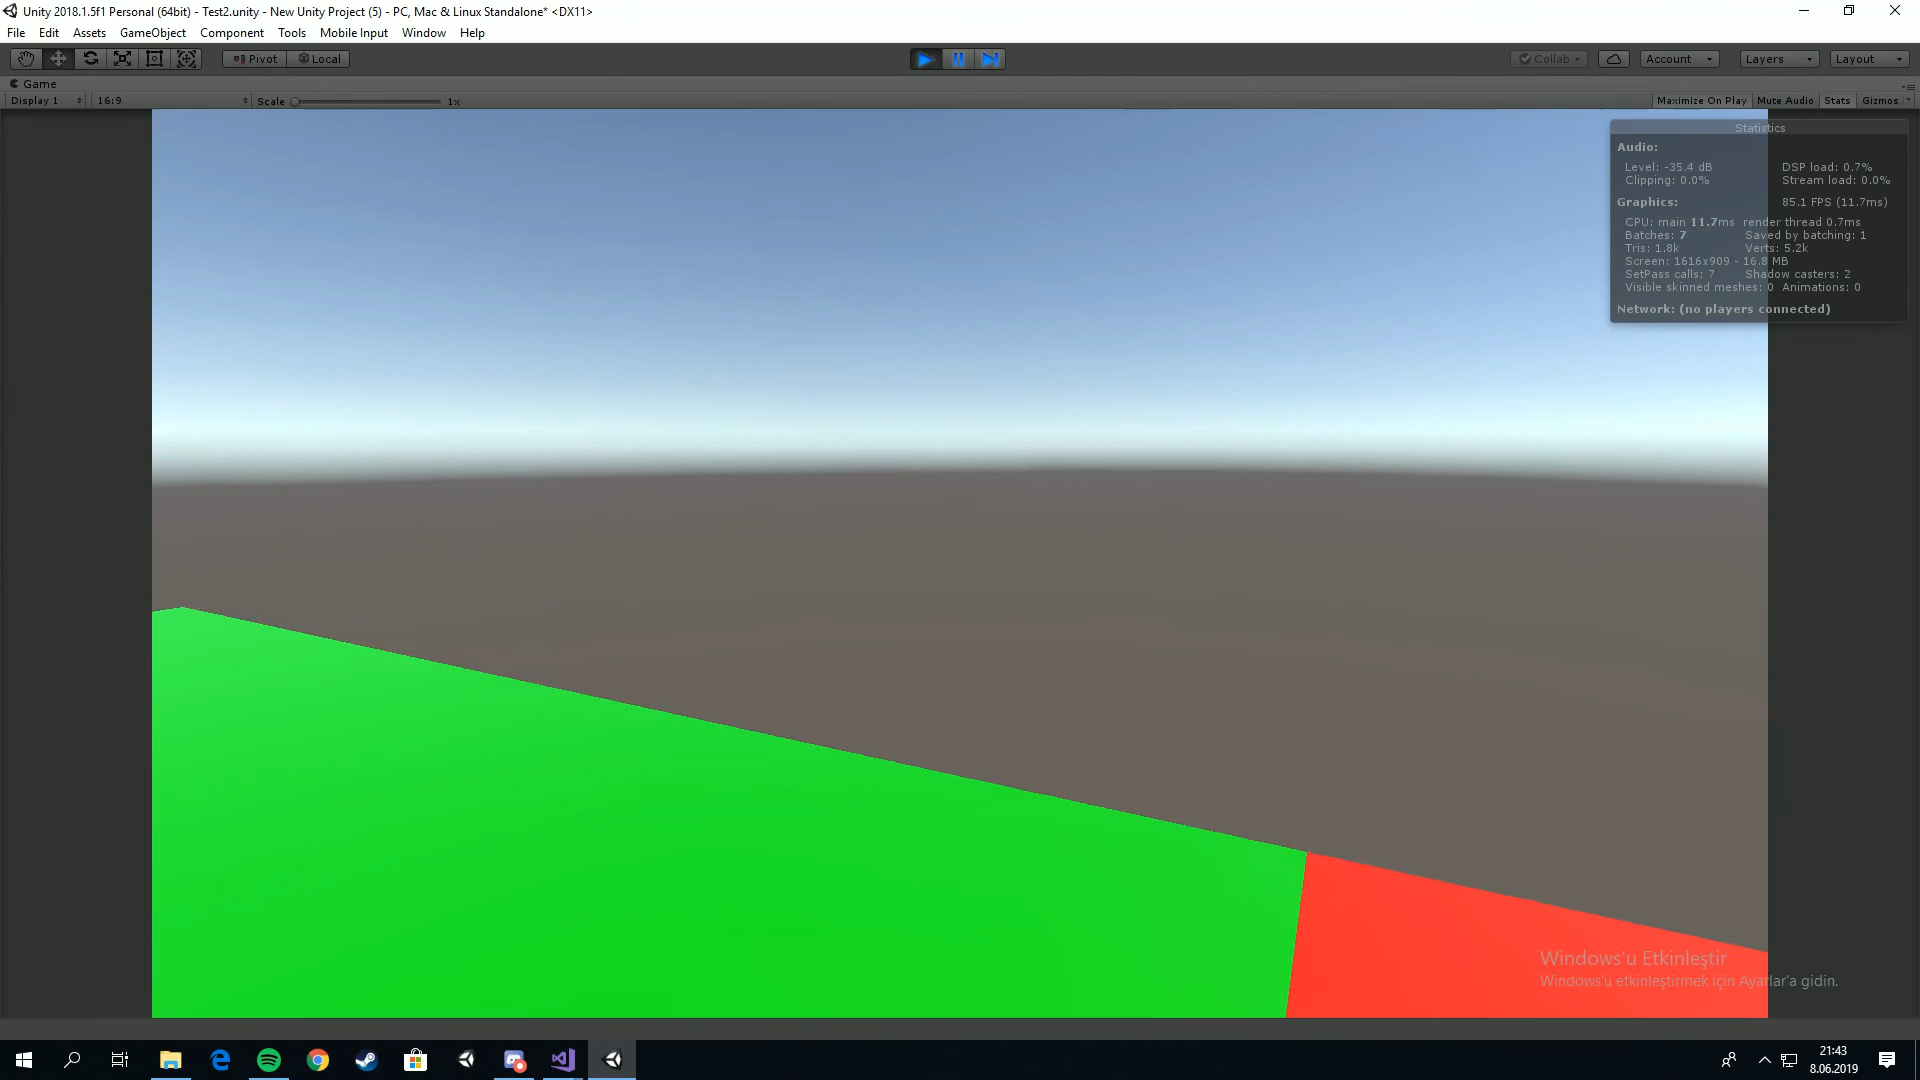 Unity 2018.1.5f1 Personal (64bit) - Test2.unity - New Unity Project (5) - PC, Mac & Linux Standalone* <DX11>
File Edit Assets GameObject Component Tools Mobile Input Window Help
Pivot Local Collab Account Layers Layout
Game
Display 1 16:9 Scale 1x Maximize On Play Mute Audio Stats Gizmos
Statistics
Audio:
Level: -35.4 dB DSP load: 0.7%
Clipping: 0.0% Stream load: 0.0%
Graphics: 85.1 FPS (11.7ms)
CPU: main 11.7ms render thread 0.7ms
Batches: 7 Saved by batching: 1
Tris: 1.8k Verts: 5.2k
Screen: 1616x909 - 16.8 MB
SetPass calls: 7 Shadow casters: 2
Visible skinned meshes: 0 Animations: 0
Network: (no players connected)
Windows'u Etkinleştir
Windows'u etkinleştirmek için Ayarlar'a gidin.
21:43
8.06.2019